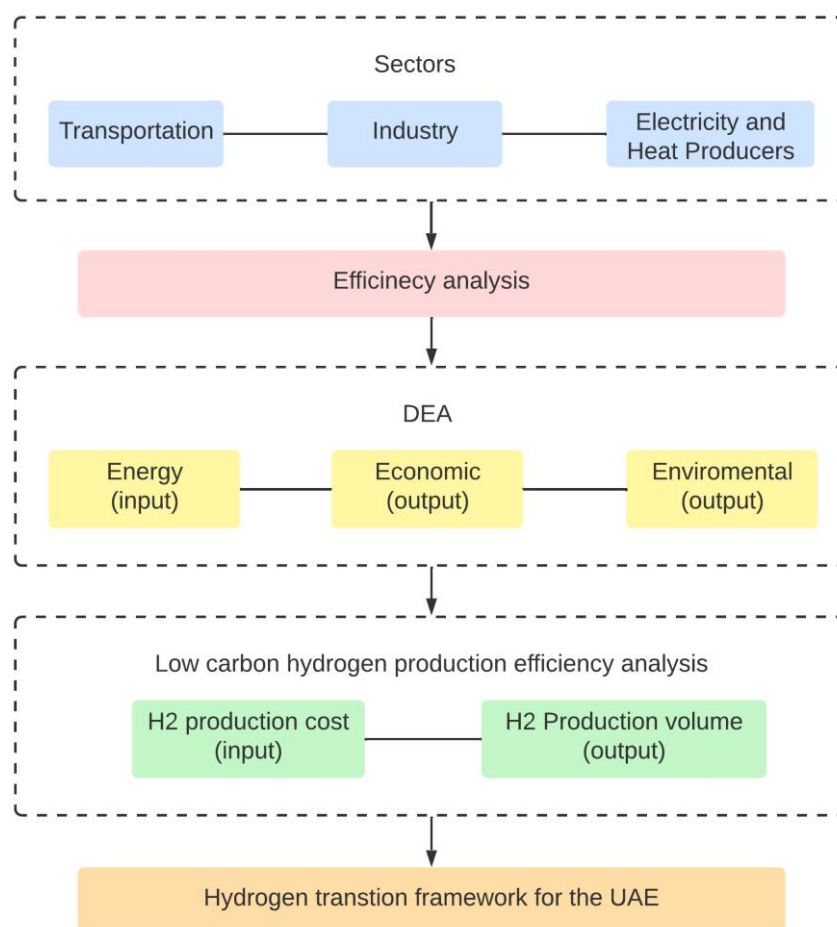 Sectors
Transportation
Industry
Electricity and
Heat Producers
Efficinecy analysis
DEA
Energy
(input)
Economic
(output)
Enviromental
(output)
Low carbon hydrogen production efficiency analysis
H2 production cost
(input)
H2 Production volume
(output)
Hydrogen transtion framework for the UAE